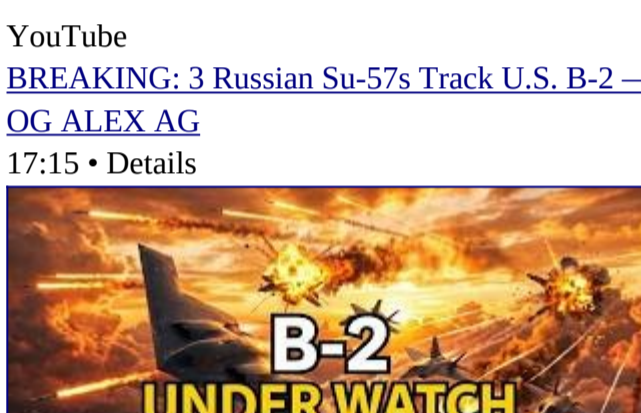 YouTube
BREAKING: 3 Russian Su-57s Track U.S. B-2 —
OG ALEX AG
17:15 • Details
B-2
UNDER WATCH